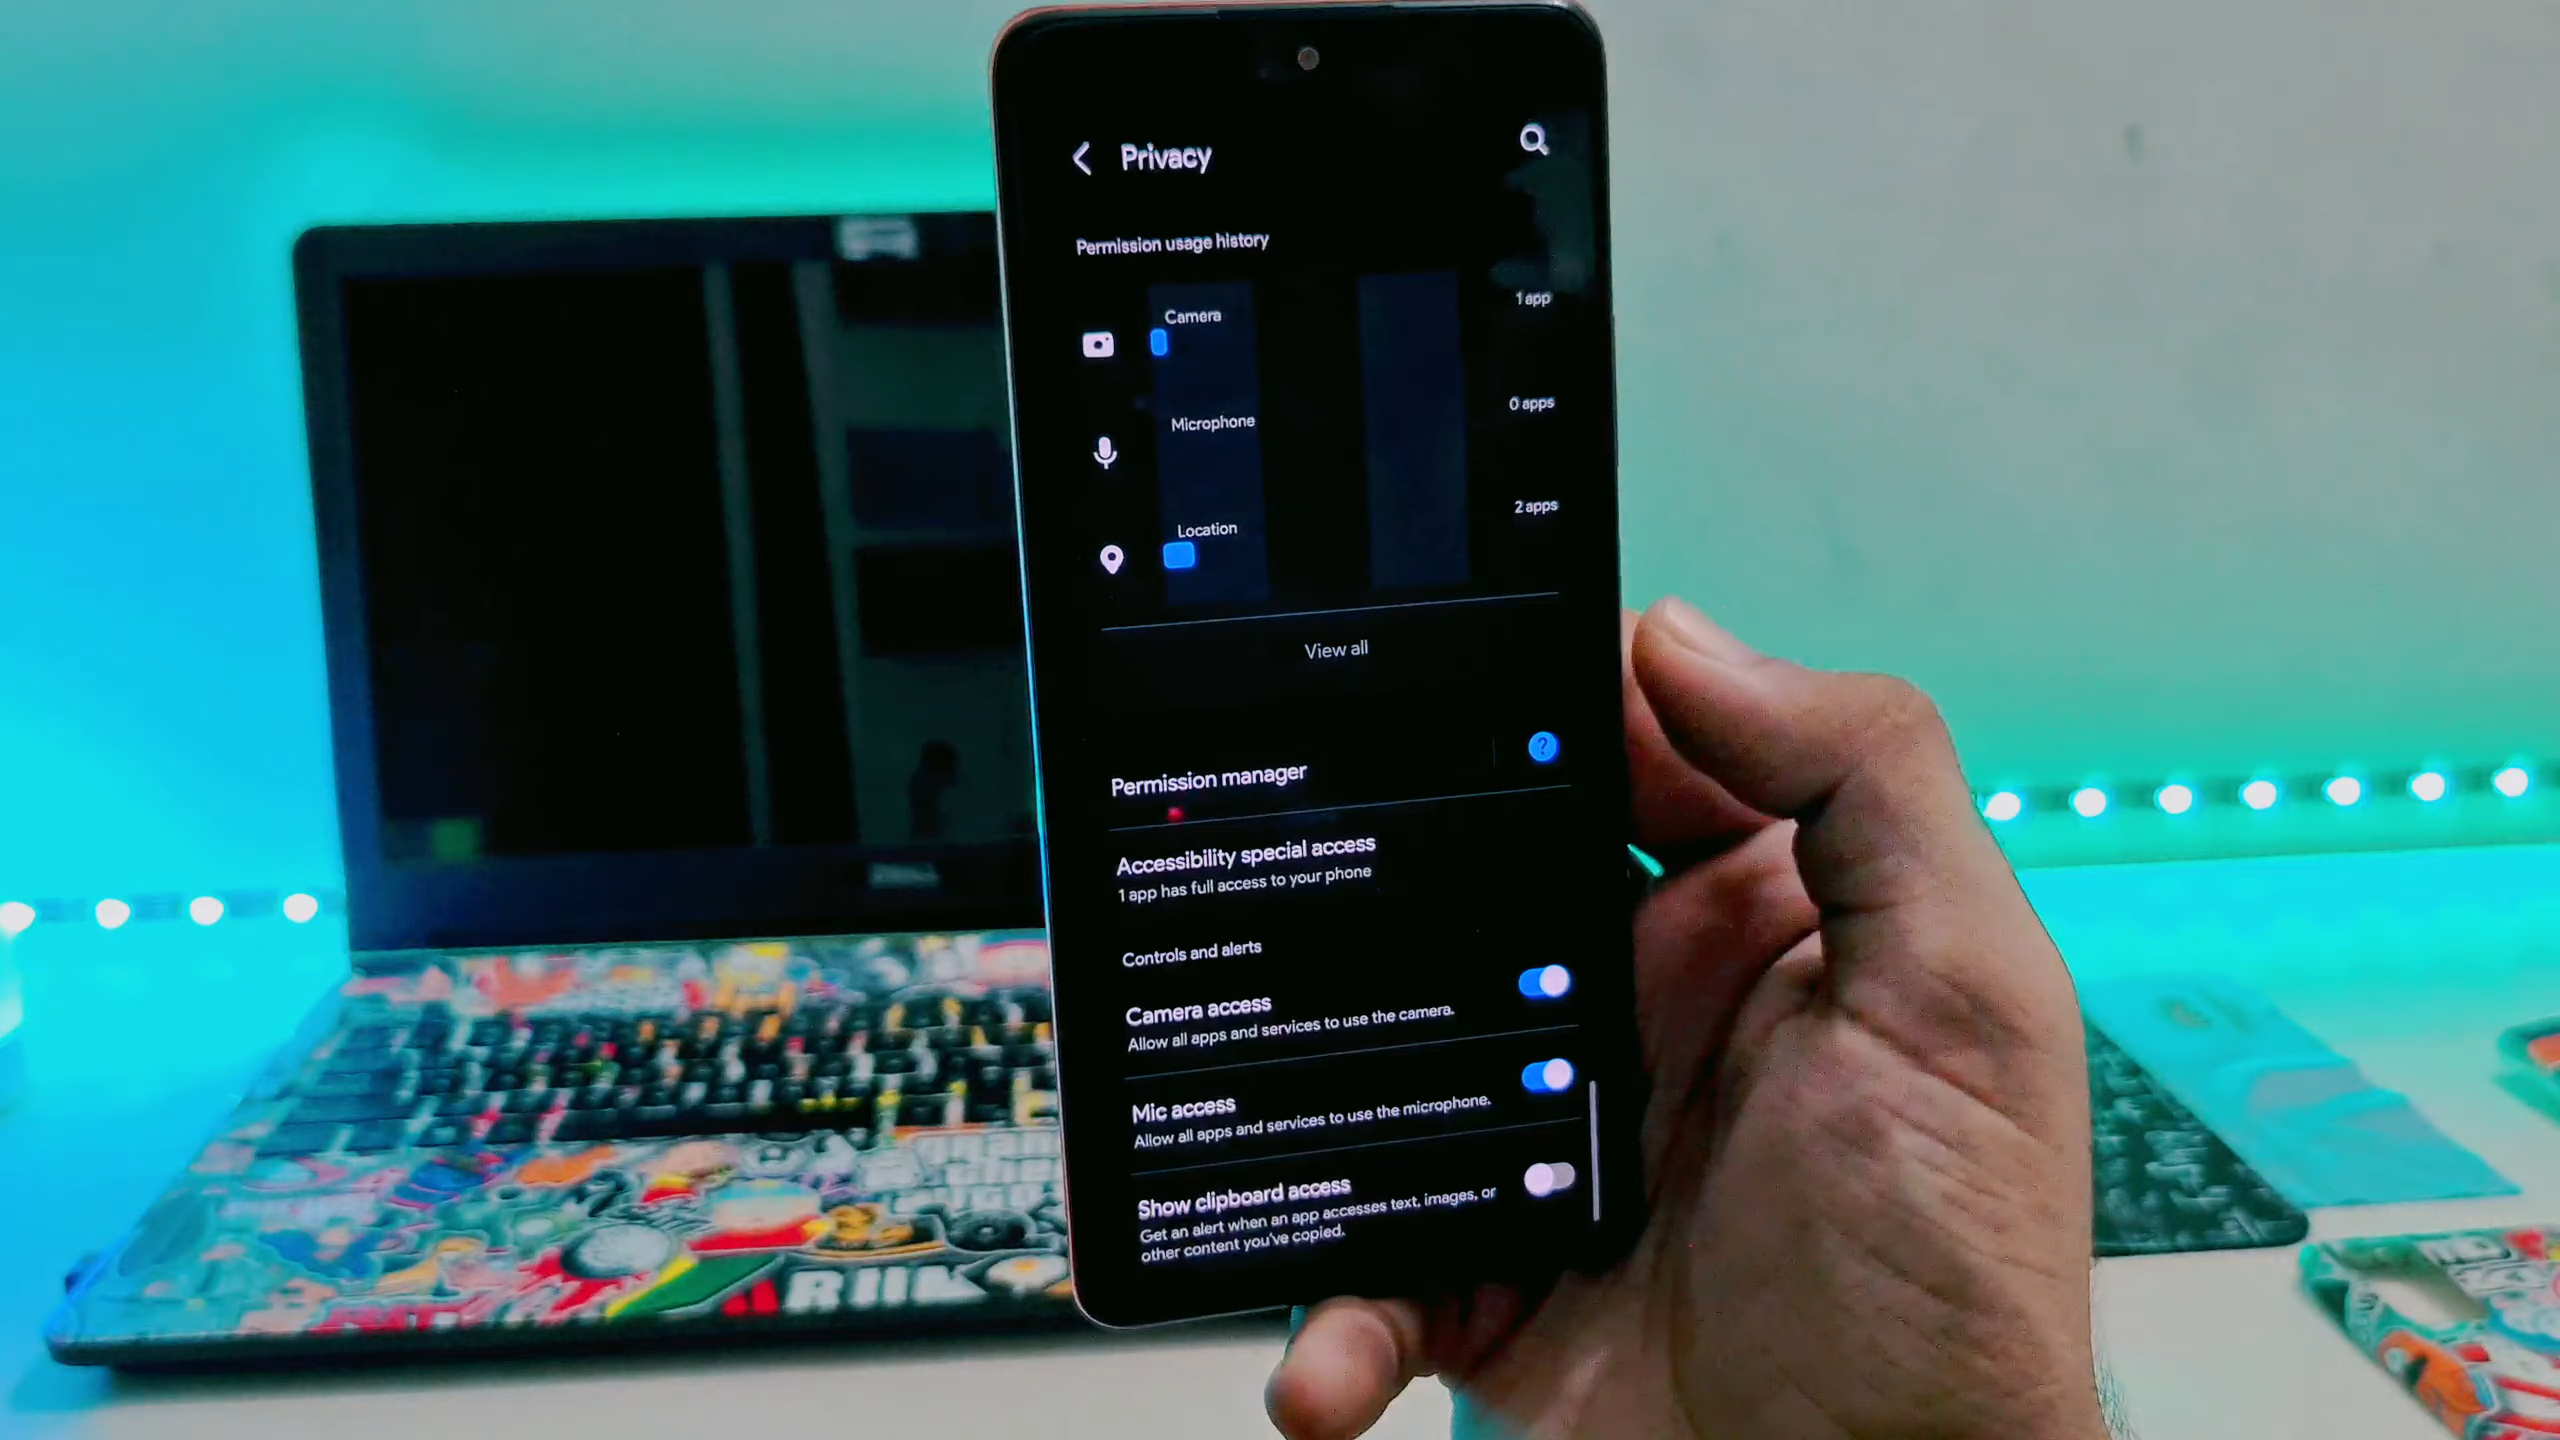 Privacy
Permission usage history
Camera
1 app
Microphone
0 apps
Location
2 apps
View all
Permission manager
?
Accessibility special access
1 app has full access to your phone
Controls and alerts
Camera access
Allow all apps and services to use the camera.
Mic access
Allow all apps and services to use the microphone.
Show clipboard access
Get an alert when an app accesses text, images, or
other content you've copied.
DELL